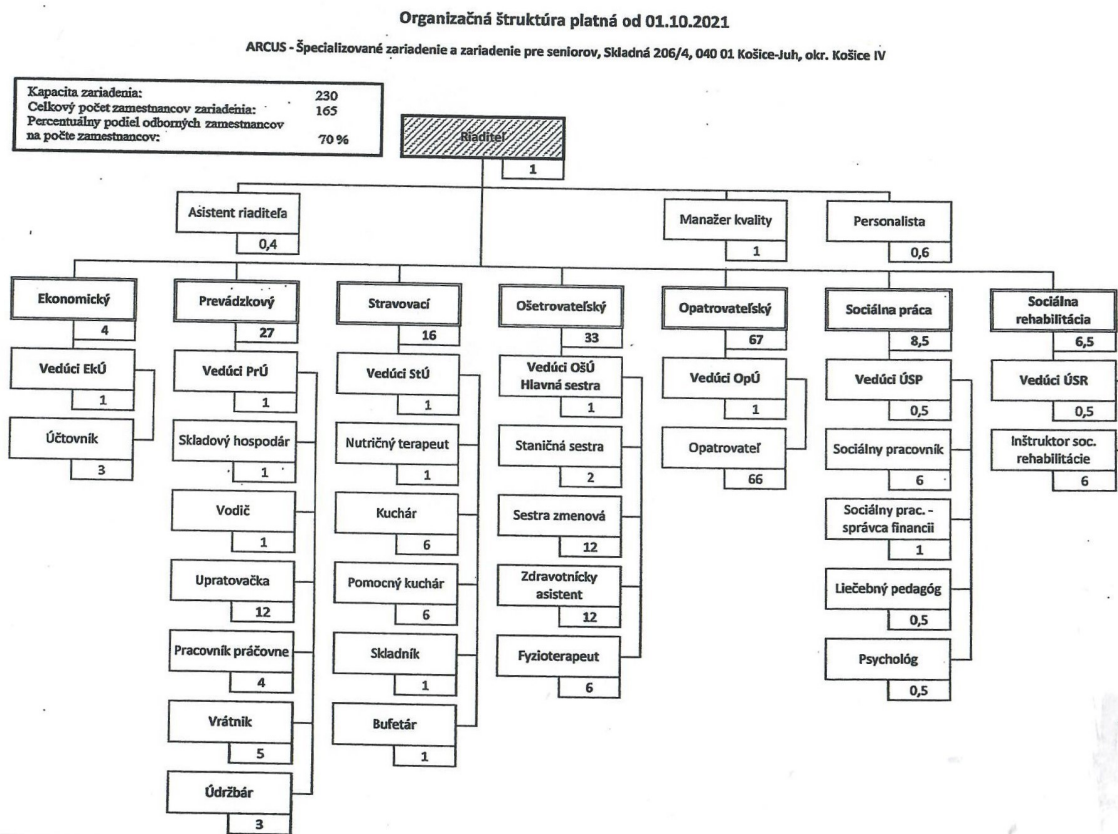 Organizačná štruktúra platná od 01.10.2021
ARCUS - Špecializované zariadenie a zariadenie pre seniorov, Skladná 206/4, 040 01 Košice-Juh, okr. Košice IV
Kapacita zariadenia: 230
Celkový počet zamestnancov zariadenia: 165
Percentuálny podiel odborných zamestnancov
na počte zamestnancov: 70 %
Riaditeľ
1
Asistent riaditeľa
0,4
Manažer kvality
1
Personalista
0,6
Ekonomický
4
Vedúci EkÚ
1
Účtovník
3
Prevádzkový
27
Vedúci PrÚ
1
Skladový hospodár
1
Vodič
1
Upratovačka
12
Pracovník práčovne
4
Vrátnik
5
Údržbár
3
Stravovací
16
Vedúci StÚ
1
Nutričný terapeut
1
Kuchár
6
Pomocný kuchár
6
Skladník
1
Bufetár
1
Ošetrovateľský
33
Vedúci OšÚ
Hlavná sestra
1
Staničná sestra
2
Sestra zmenová
12
Zdravotnícky
asistent
12
Fyzioterapeut
6
Opatrovateľský
67
Vedúci OpÚ
1
Opatrovateľ
66
Sociálna práca
8,5
Vedúci ÚSP
0,5
Sociálny pracovník
6
Sociálny prac. -
správca financii
1
Liečebný pedagóg
0,5
Psychológ
0,5
Sociálna
rehabilitácia
6,5
Vedúci ÚSR
0,5
Inštruktor soc.
rehabilitácie
6